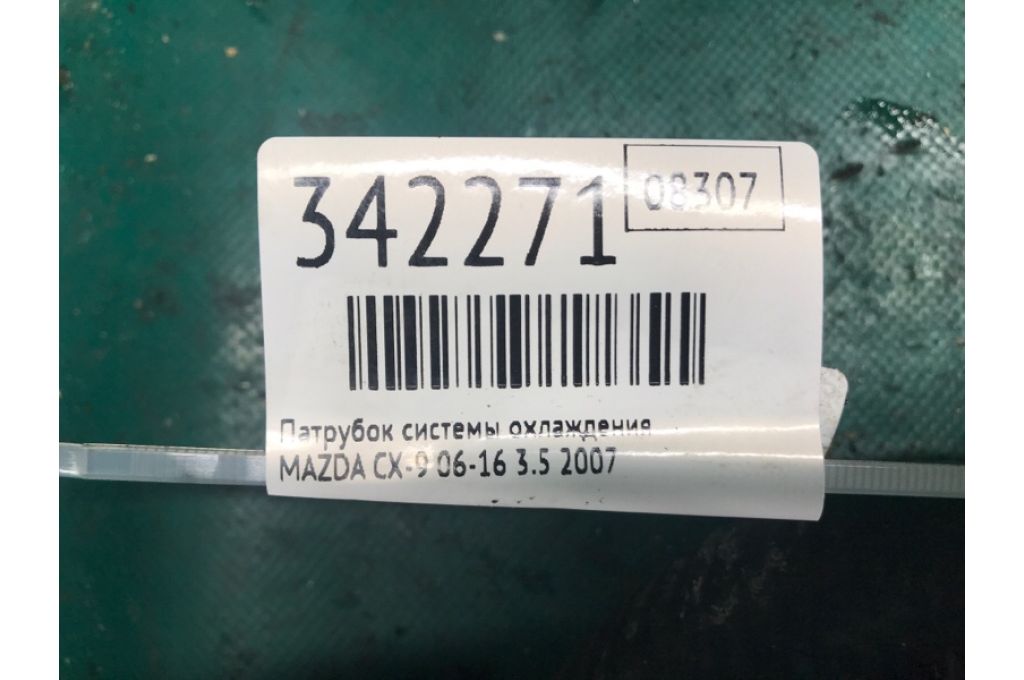 342271
08307
Патрубок системы охлаждения
MAZDA CX-9 06-16 3.5 2007